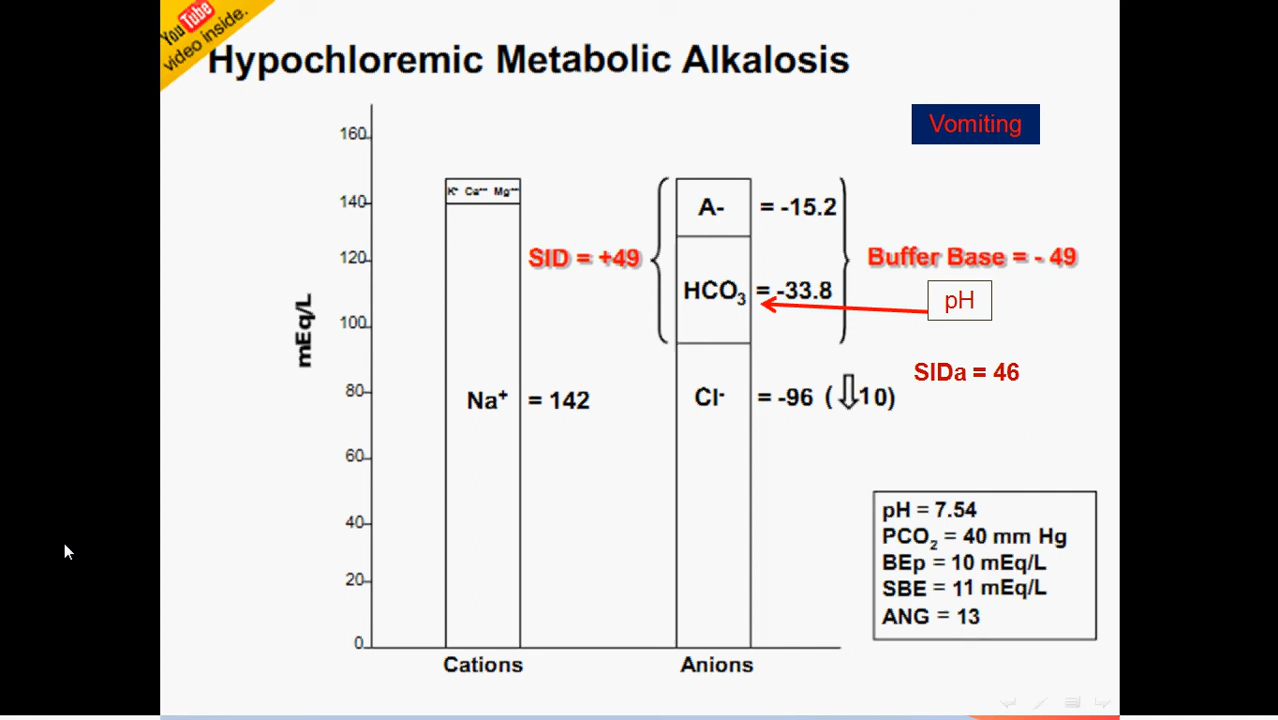 YouTube
video inside.
Hypochloremic Metabolic Alkalosis
Vomiting
160
140
120
100
80
60
40
20
0
mEq/L
K+ Ca++ Mg++
Na+ = 142
SID = +49
A- = -15.2
HCO3 = -33.8
Cl- = -96 (⇩10)
Buffer Base = - 49
pH
SIDa = 46
pH = 7.54
PCO2 = 40 mm Hg
BEp = 10 mEq/L
SBE = 11 mEq/L
ANG = 13
Cations
Anions